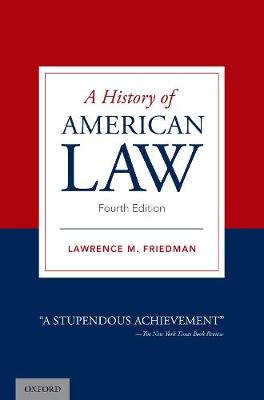 A History of
AMERICAN
LAW
Fourth Edition
LAWRENCE M. FRIEDMAN
“A STUPENDOUS ACHIEVEMENT”
—The New York Times Book Review
OXFORD